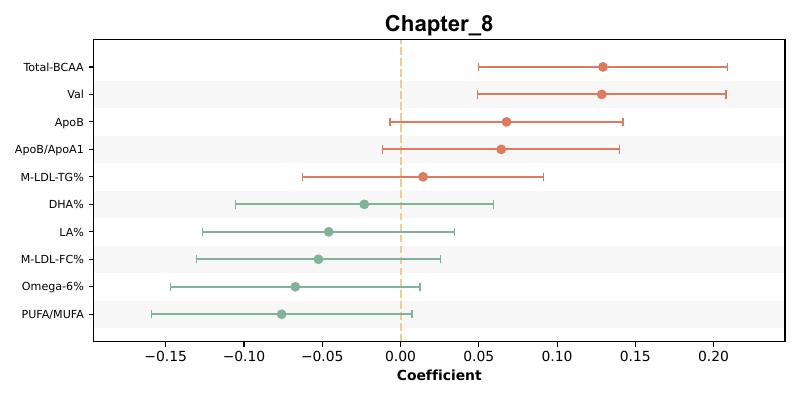 Chapter_8
Total-BCAA
Val
ApoB
ApoB/ApoA1
M-LDL-TG%
DHA%
LA%
M-LDL-FC%
Omega-6%
PUFA/MUFA
−0.15 −0.10 −0.05 0.00 0.05 0.10 0.15 0.20
Coefficient